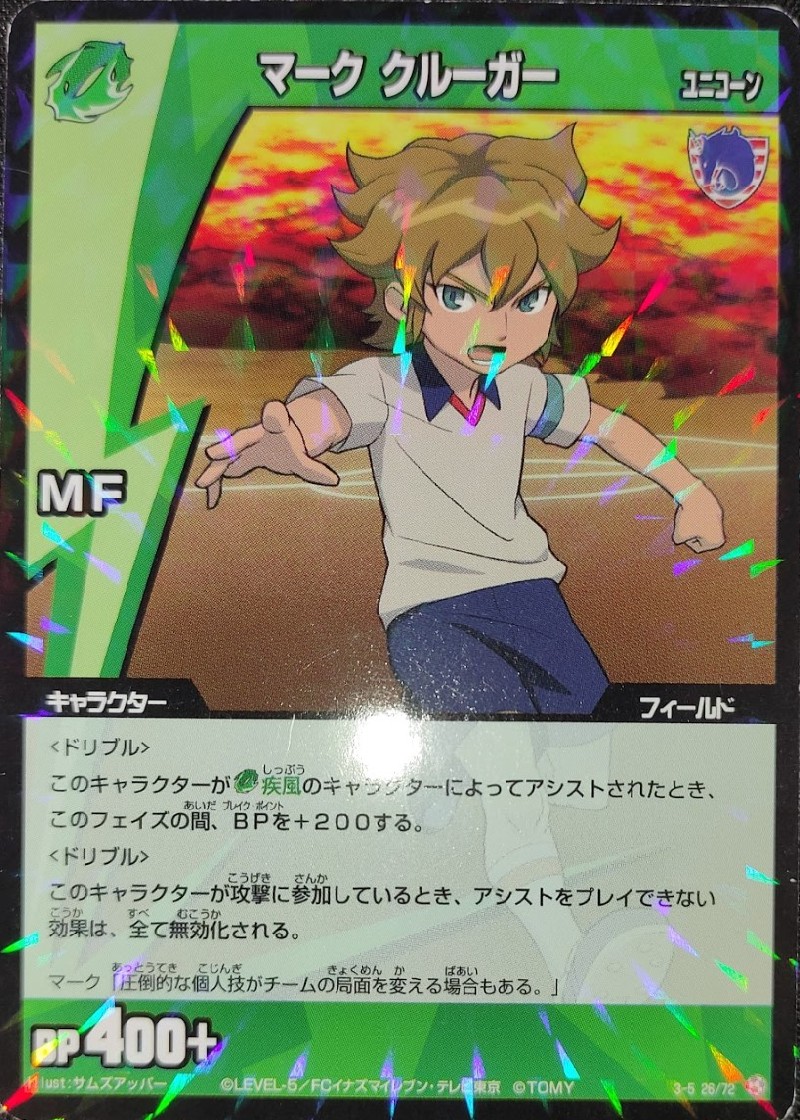 マーク クルーガー
ユニコーン
MF
キャラクター
フィールド
<ドリブル>
このキャラクターが疾風のキャラクターによってアシストされたとき、
このフェイズの間、BPを+200する。
<ドリブル>
このキャラクターが攻撃に参加しているとき、アシストをプレイできない
効果は、全て無効化される。
マーク「圧倒的な個人技がチームの局面を変える場合もある。」
BP400+
Illust:サムズアッパー
©LEVEL-5/FCイナズマイレブン・テレビ東京 ©TOMY
3-5 26/72